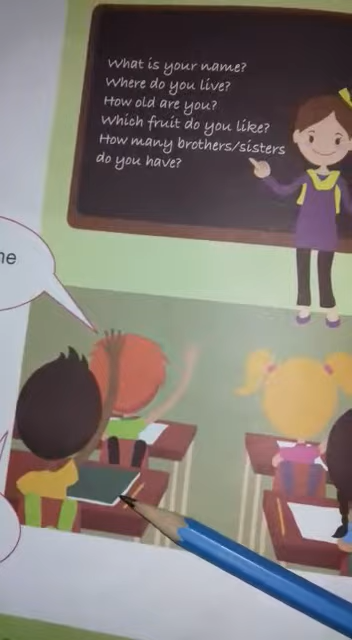 What is your name?
Where do you live?
How old are you?
Which fruit do you like?
How many brothers/sisters
do you have?